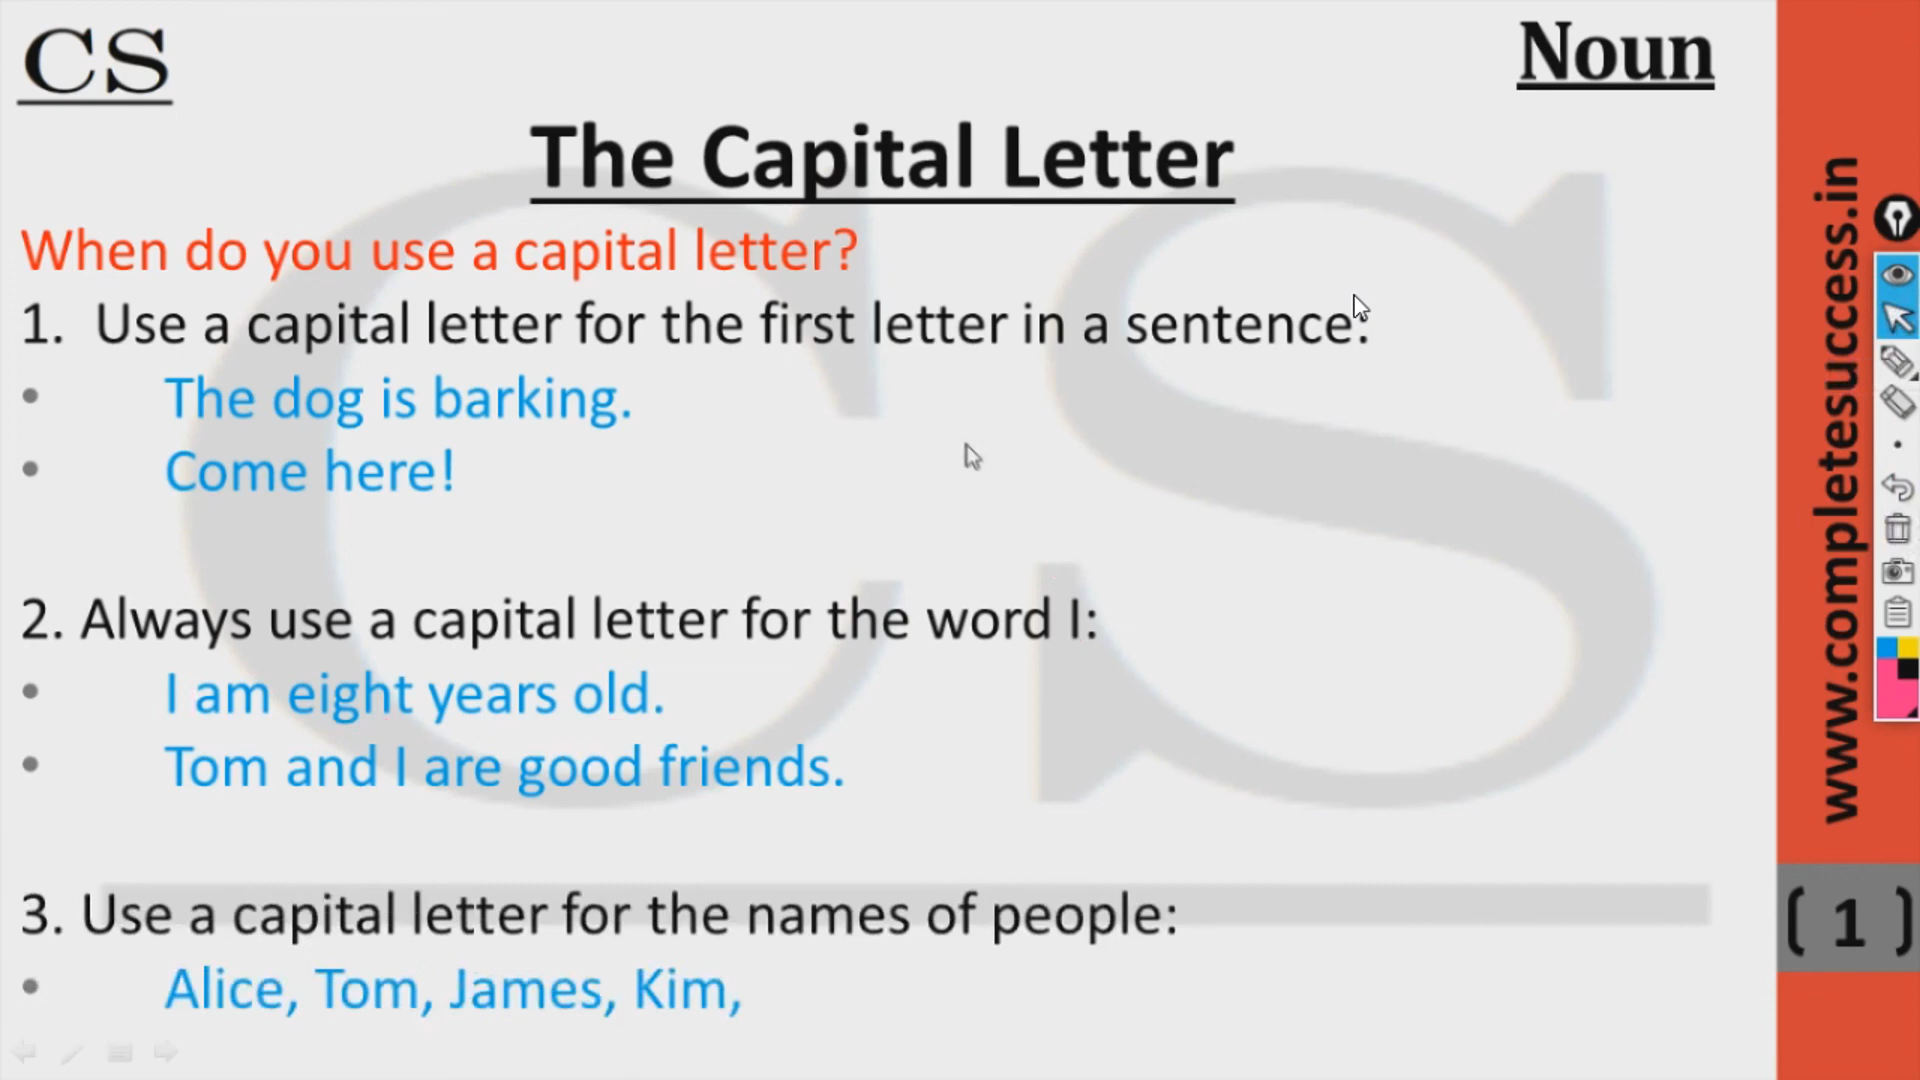 CS
Noun
The Capital Letter
When do you use a capital letter?
1. Use a capital letter for the first letter in a sentence:
• The dog is barking.
• Come here!
2. Always use a capital letter for the word I:
• I am eight years old.
• Tom and I are good friends.
3. Use a capital letter for the names of people:
• Alice, Tom, James, Kim,
www.completesuccess.in
( 1 )